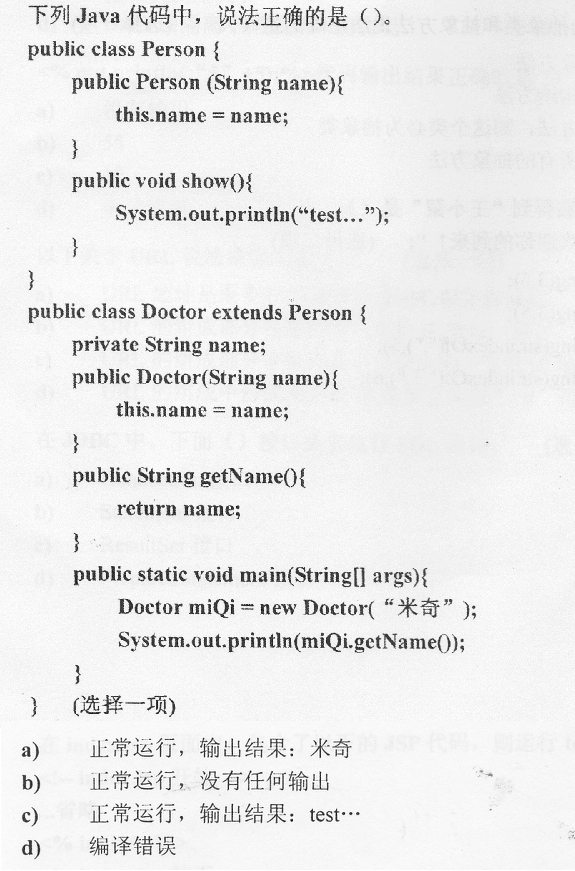 下列 Java 代码中，说法正确的是（）。
public class Person {
public Person (String name){
this.name = name;
}
public void show(){
System.out.println(“test…”);
}
}
public class Doctor extends Person {
private String name;
public Doctor(String name){
this.name = name;
}
public String getName(){
return name;
}
public static void main(String[] args){
Doctor miQi = new Doctor(“米奇”);
System.out.println(miQi.getName());
}
} (选择一项)
a) 正常运行，输出结果：米奇
b) 正常运行，没有任何输出
c) 正常运行，输出结果：test…
d) 编译错误